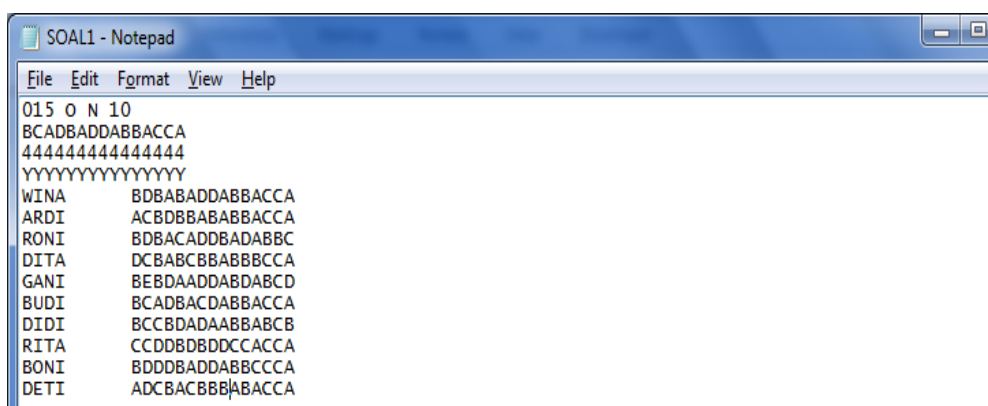 SOAL1 - Notepad
File Edit Format View Help
015 O N 10
BCADBADDABBACCA
444444444444444
YYYYYYYYYYYYYYY
WINA BDBABADDABBACCA
ARDI ACBDBBABABBACCA
RONI BDBACADDBADABBC
DITA DCBABCBBABBBCCA
GANI BEBDAADDABDABCD
BUDI BCADBACDABBACCA
DIDI BCCBDADAABBABCB
RITA CCDDBDBDDCCACCA
BONI BDDDBADDABBCCCA
DETI ADCBACBBBABACCA